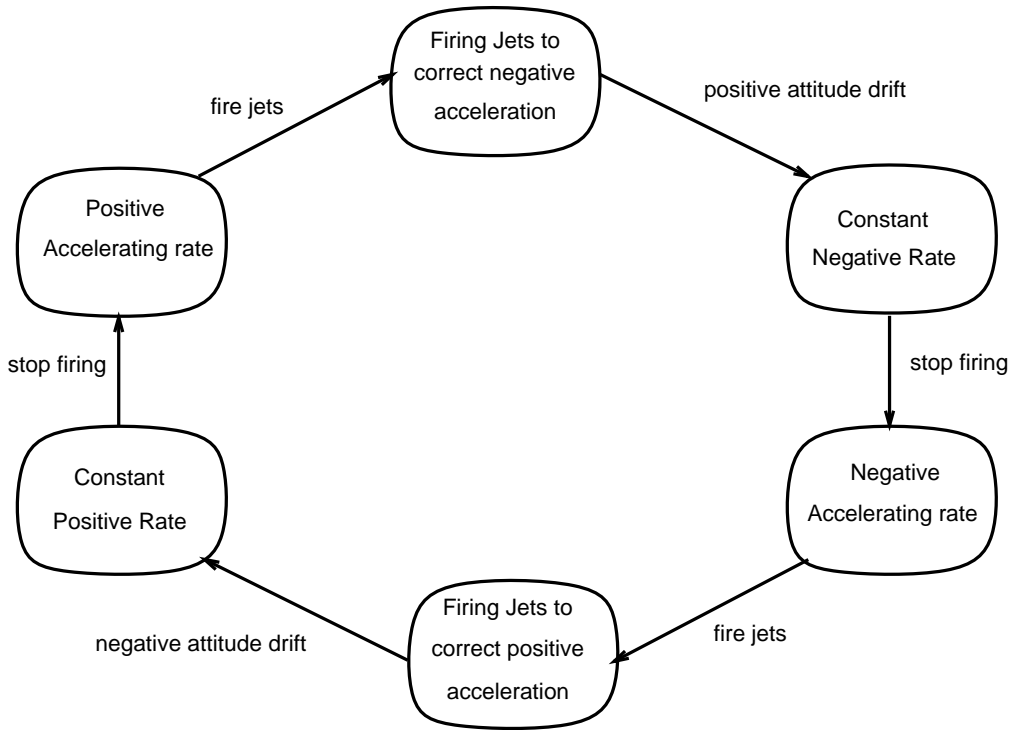 Firing Jets to
correct negative
acceleration
positive attitude drift
fire jets
Positive
Accelerating rate
Constant
Negative Rate
stop firing
stop firing
Constant
Positive Rate
Negative
Accelerating rate
Firing Jets to
correct positive
acceleration
negative attitude drift
fire jets